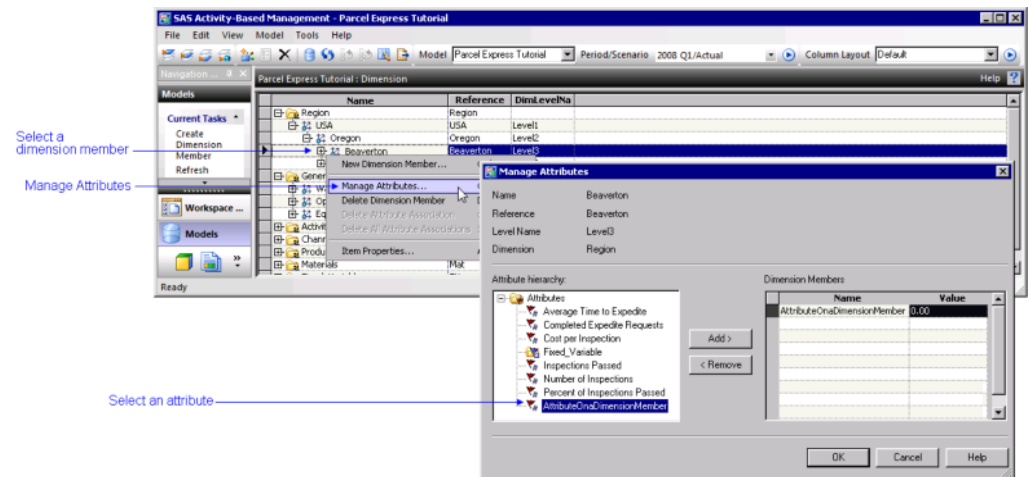 SAS Activity-Based Management - Parcel Express Tutorial
File Edit View Model Tools Help
Model Parcel Express Tutorial Period/Scenario 2008 Q1/Actual Column Layout Default
Navigation ...
Parcel Express Tutorial : Dimension Help
Models
Name Reference DimLevelNa
Current Tasks
Region Region
USA USA Level1
Create
Dimension
Member
Oregon Oregon Level2
Select a
dimension member
Beaverton Beaverton Level3
Refresh
New Dimension Member...
Gener
Manage Attributes
Manage Attributes...
Workspace ...
Delete Dimension Member
Op
Delete Attribute Association
Eq
Delete All Attribute Associations
Activit
Models
Chann
Item Properties...
Produ
Materials Mat
Ready
Manage Attributes
Name Beaverton
Reference Beaverton
Level Name Level3
Dimension Region
Attribute hierarchy: Dimension Members
Attributes
Name Value
Average Time to Expedite
AttributeOnaDimensionMember 0.00
Completed Expedite Requests
Cost per Inspection
Add >
Fixed_Variable
Inspections Passed
< Remove
Number of Inspections
Percent of Inspections Passed
Select an attribute
AttributeOnaDimensionMember
OK Cancel Help